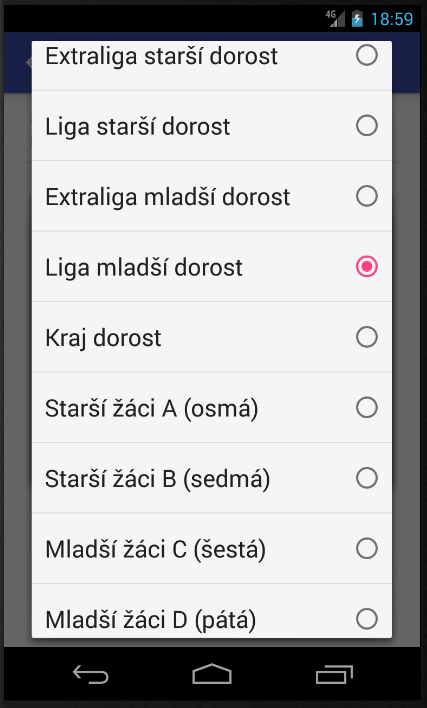 4G
18:59
Extraliga starší dorost
Liga starší dorost
Extraliga mladší dorost
Liga mladší dorost
Kraj dorost
Starší žáci A (osmá)
Starší žáci B (sedmá)
Mladší žáci C (šestá)
Mladší žáci D (pátá)